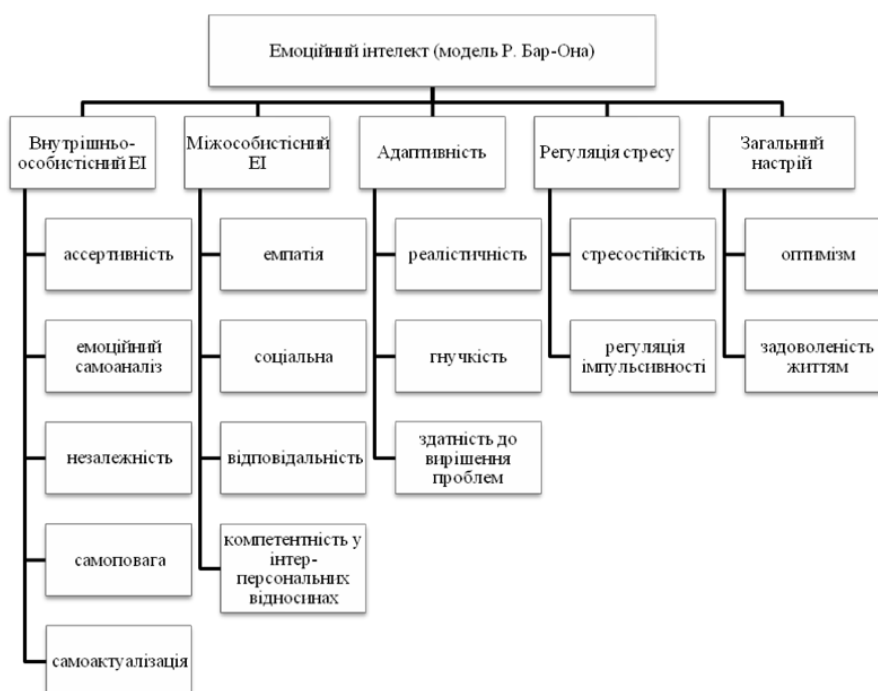 Емоційний інтелект (модель Р. Бар-Она)
Внутрішньо-
особистісний ЕІ
Міжособистісний
ЕІ
Адаптивність
Регуляція стресу
Загальний
настрій
ассертивність
емоційний
самоаналіз
незалежність
самоповага
самоактуалізація
емпатія
соціальна
відповідальність
компетентність у
інтер-
персональних
відносинах
реалістичність
гнучкість
здатність до
вирішення
проблем
стресостійкість
регуляція
імпульсивності
оптимізм
задоволеність
життям